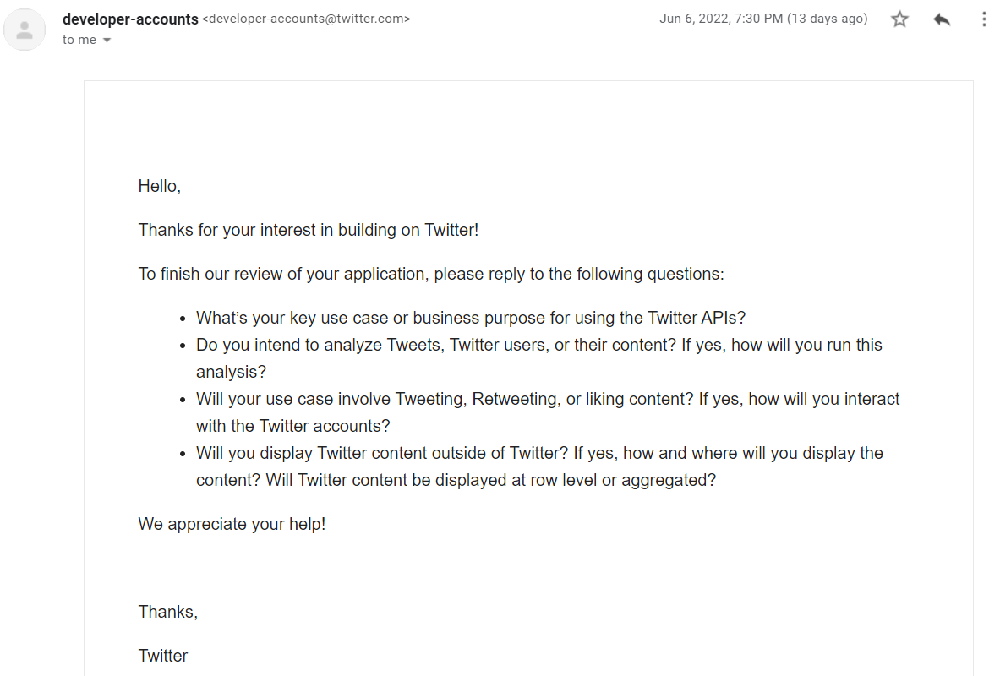 developer-accounts <developer-accounts@twitter.com> Jun 6, 2022, 7:30 PM (13 days ago)
to me
Hello,
Thanks for your interest in building on Twitter!
To finish our review of your application, please reply to the following questions:
• What’s your key use case or business purpose for using the Twitter APIs?
• Do you intend to analyze Tweets, Twitter users, or their content? If yes, how will you run this
analysis?
• Will your use case involve Tweeting, Retweeting, or liking content? If yes, how will you interact
with the Twitter accounts?
• Will you display Twitter content outside of Twitter? If yes, how and where will you display the
content? Will Twitter content be displayed at row level or aggregated?
We appreciate your help!
Thanks,
Twitter